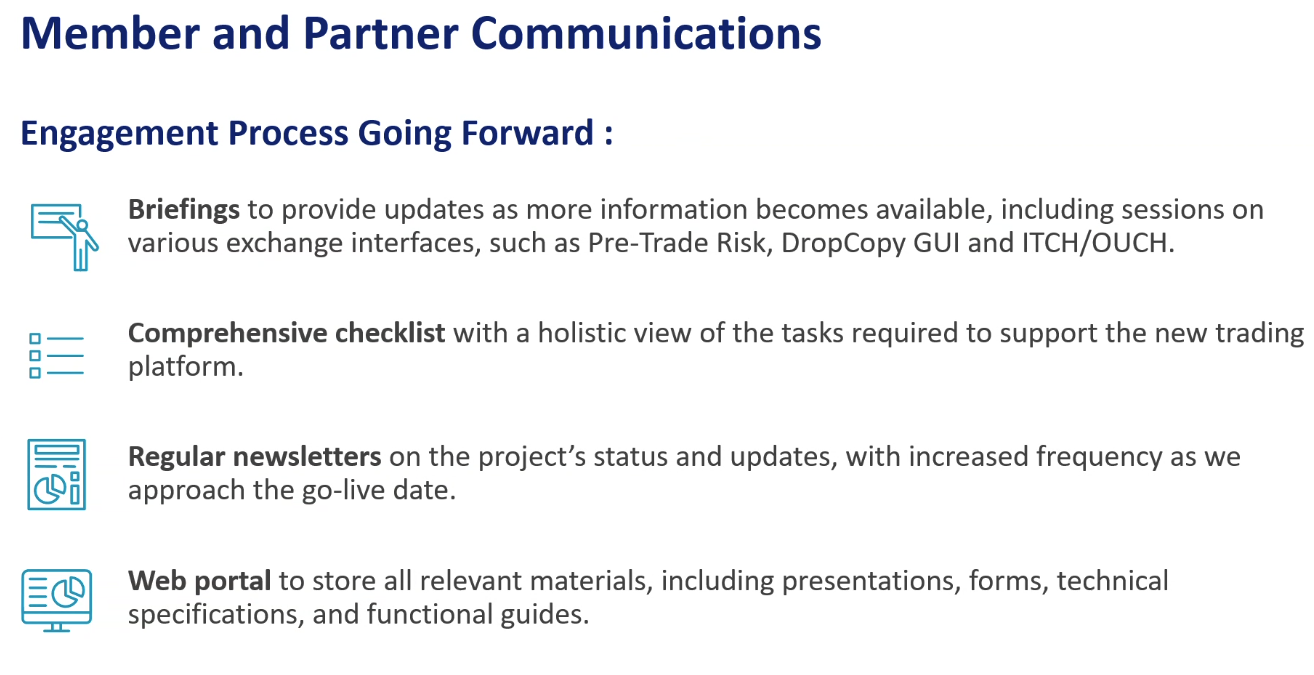 Member and Partner Communications
Engagement Process Going Forward :
Briefings to provide updates as more information becomes available, including sessions on
various exchange interfaces, such as Pre-Trade Risk, DropCopy GUI and ITCH/OUCH.
Comprehensive checklist with a holistic view of the tasks required to support the new trading
platform.
Regular newsletters on the project’s status and updates, with increased frequency as we
approach the go-live date.
Web portal to store all relevant materials, including presentations, forms, technical
specifications, and functional guides.